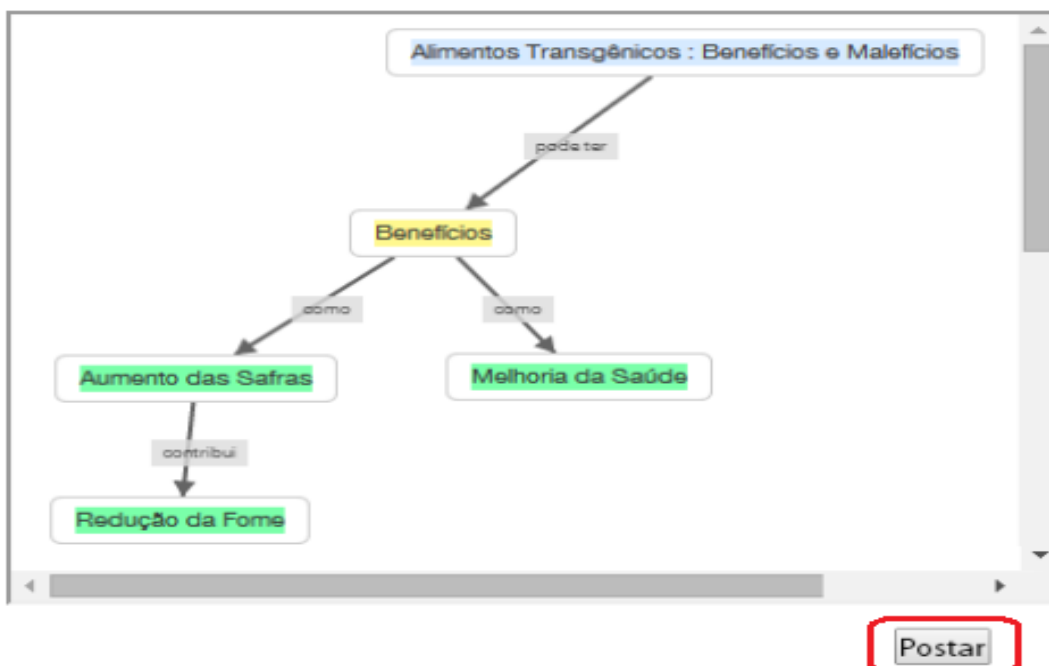 Alimentos Transgênicos : Benefícios e Malefícios
pode ter
Benefícios
como
como
Aumento das Safras
Melhoria da Saúde
contribui
Redução da Fome
Postar